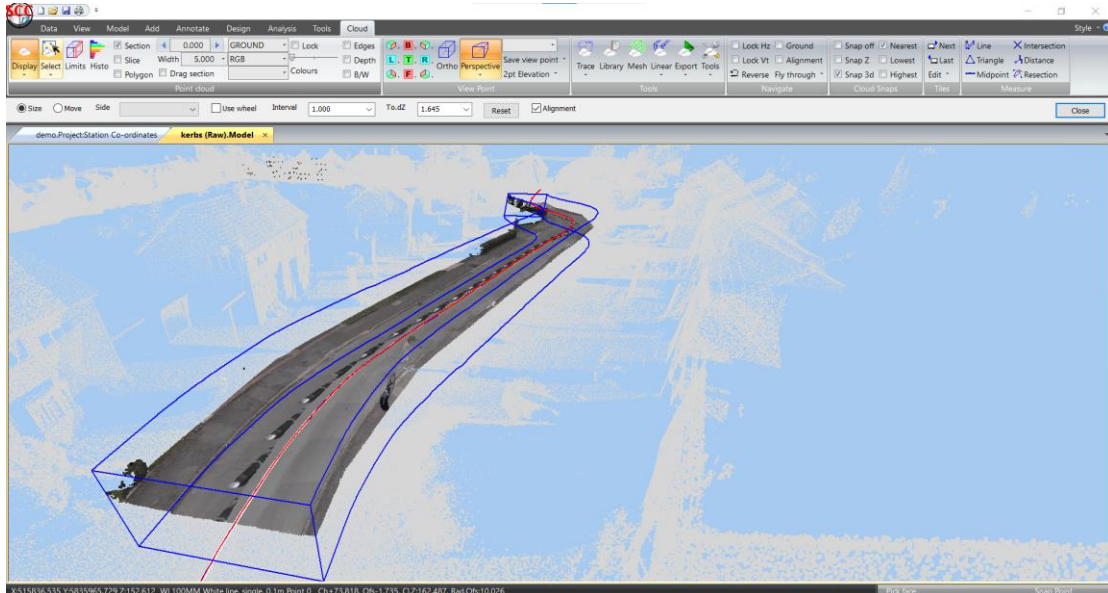 SCC
Data View Model Add Annotate Design Analysis Tools Cloud Style
Display Select Limits Histo Section 0.000 GROUND Lock Edges
Slice Width 5.000 RGB Depth
Polygon Drag section Colours B/W
Point cloud
B
L T R
F
Ortho Perspective Save view point
2pt Elevation
View Point
Trace Library Mesh Linear Export Tools
Tools
Lock Hz Ground
Lock Vt Alignment
Reverse Fly through
Navigate
Snap off Nearest
Snap Z Lowest
Snap 3d Highest
Cloud Snaps
Next
Last
Edit
Tiles
Line Intersection
Triangle Distance
Midpoint Resection
Measure
Size Move Side Use wheel Interval 1.000 To.dZ 1.645 Reset Alignment Close
demo.Project:Station Co-ordinates kerbs (Raw).Model
X:515836.535 Y:5835965.729 Z:152.612 WL100MM White line, single, 0.1m Point 0 Ch+73.818, Ofs-1.735, CLZ:162.487, Rad.Ofs:10.026 Pick face Snap Point